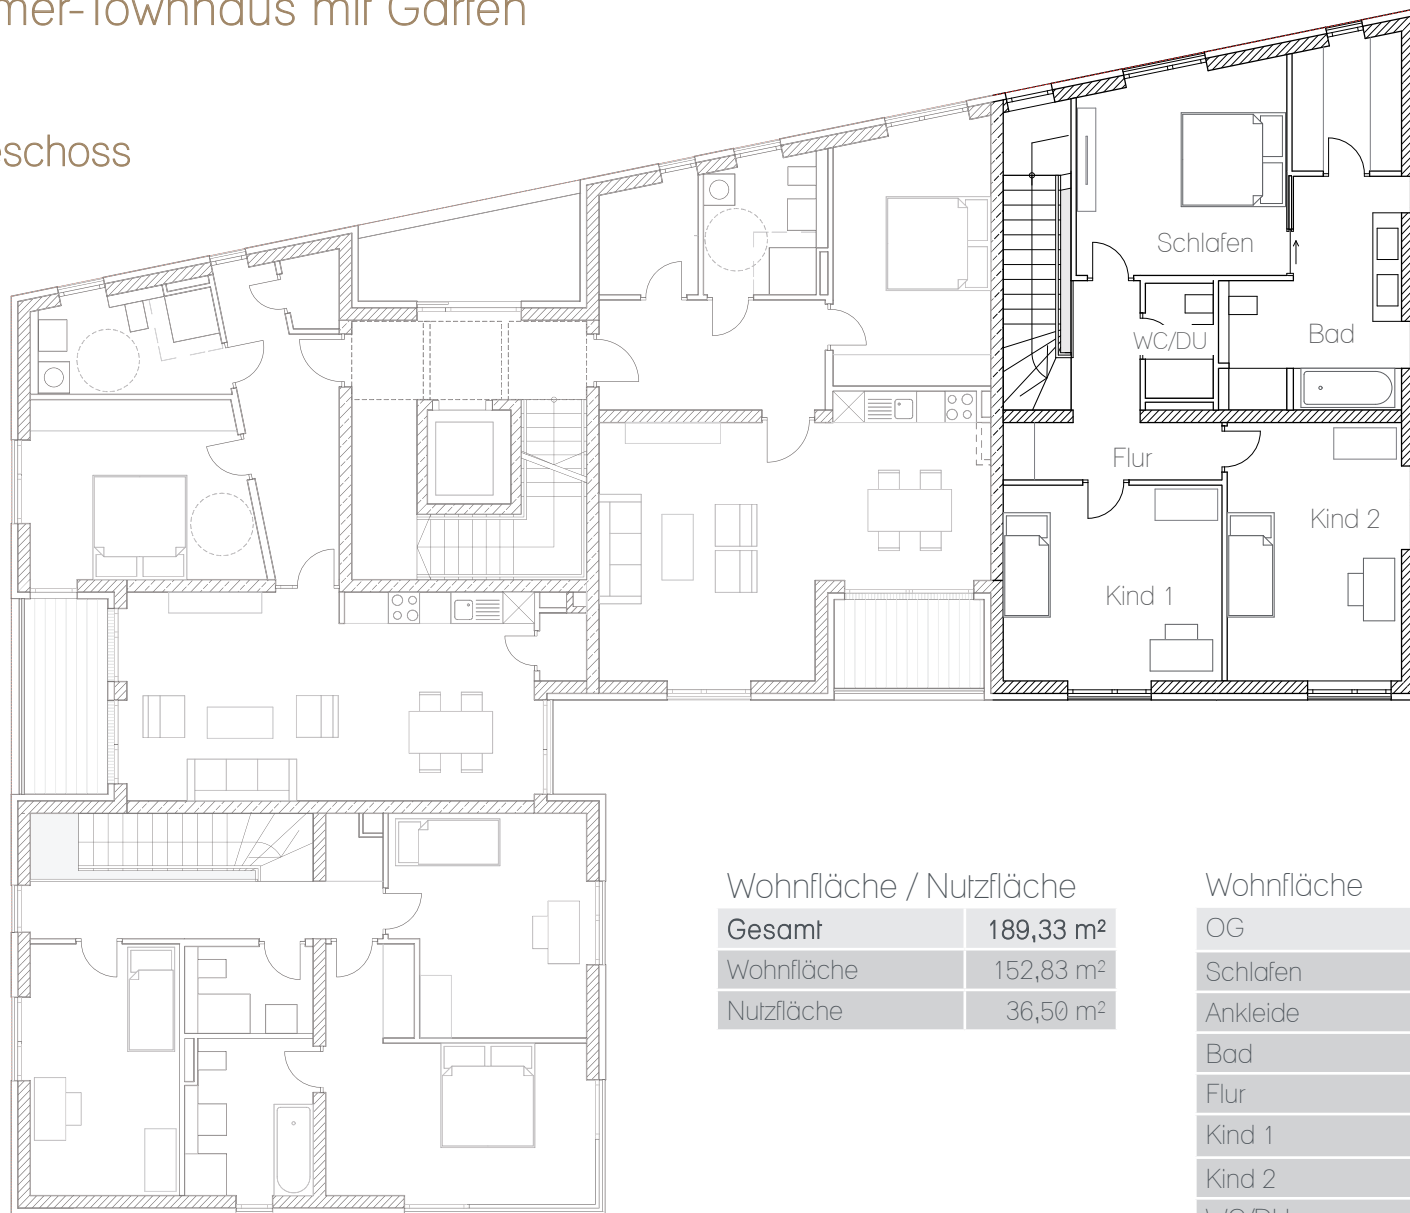 mer-Townhaus mit Garten
schoss
Schlafen
WC/DU
Bad
Flur
Kind 2
Kind 1
Wohnfläche / Nutzfläche
Gesamt 189,33 m²
Wohnfläche 152,83 m²
Nutzfläche 36,50 m²
Wohnfläche
OG
Schlafen
Ankleide
Bad
Flur
Kind 1
Kind 2
WC/DU